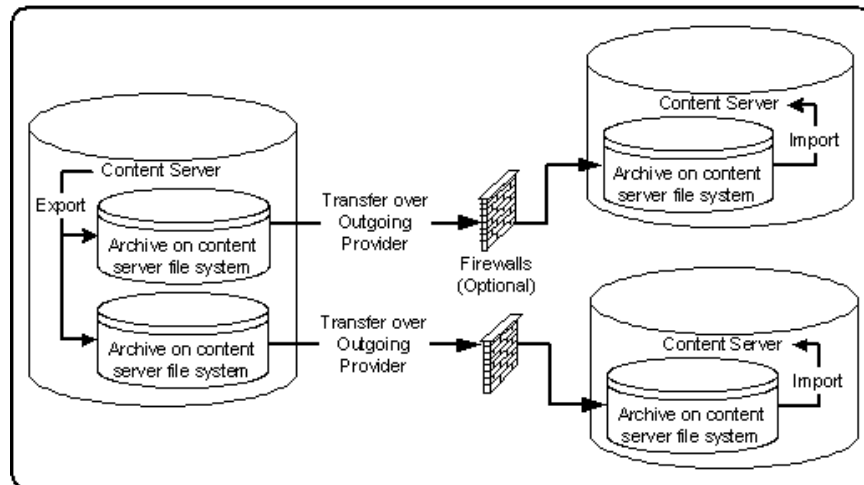 Content Server
Export
Archive on content
server file system
Archive on content
server file system
Transfer over
Outgoing
Provider
Firewalls
(Optional)
Transfer over
Outgoing
Provider
Content Server
Import
Archive on content
server file system
Content Server
Import
Archive on content
server file system